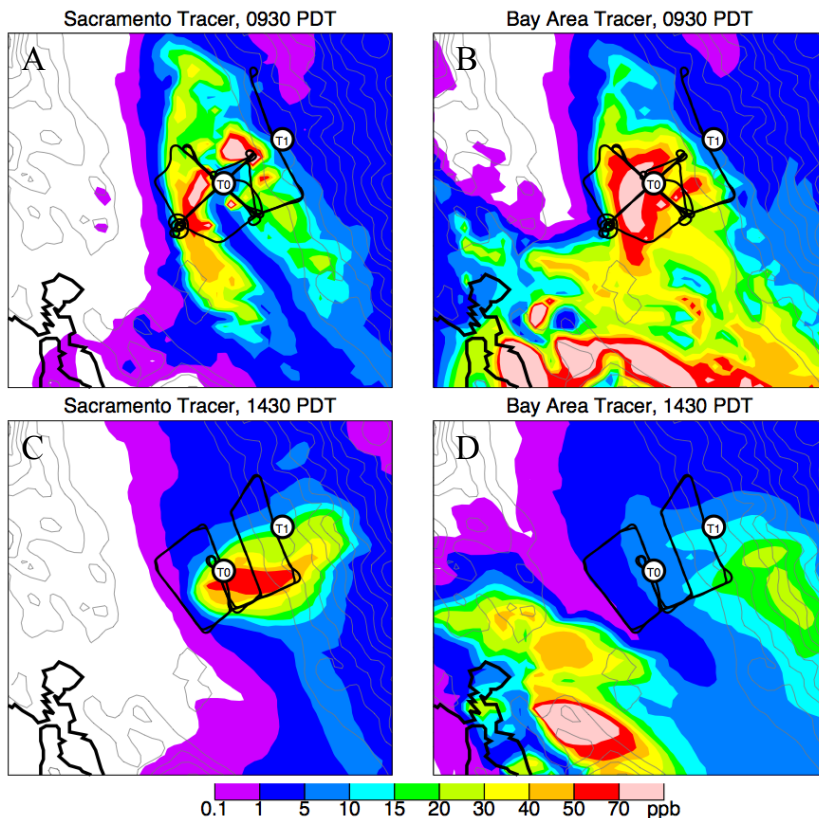 Sacramento Tracer, 0930 PDT
Bay Area Tracer, 0930 PDT
A
B
T1
T0
T1
T0
Sacramento Tracer, 1430 PDT
Bay Area Tracer, 1430 PDT
C
D
T1
T0
T1
T0
0.1 1 5 10 15 20 30 40 50 70 ppb